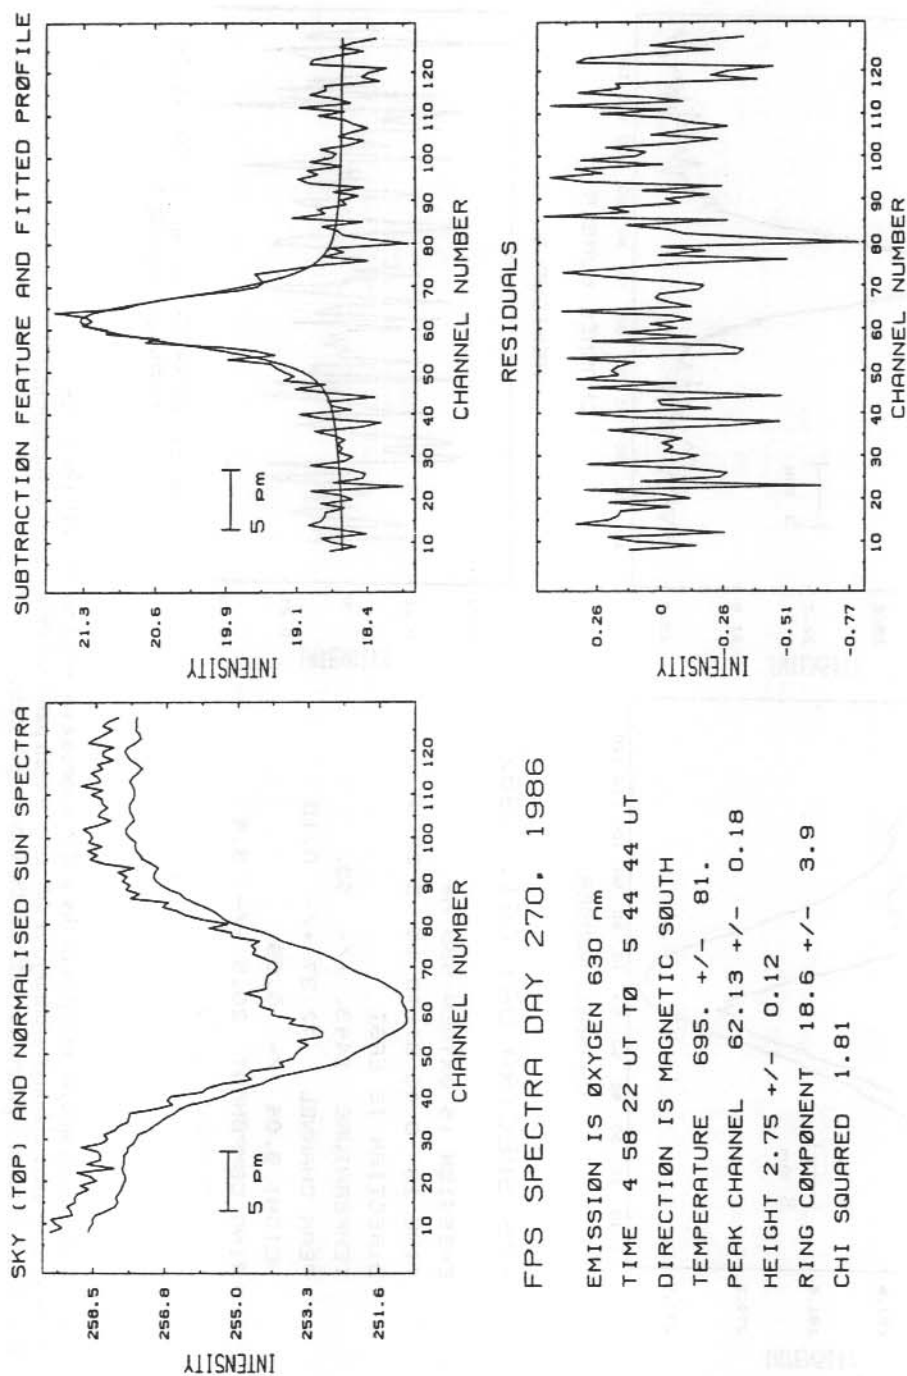 SKY (TØP) AND NØRMALISED SUN SPECTRA
INTENSITY
258.5
256.8
255.0
253.3
251.6
5 pm
10 20 30 40 50 60 70 80 90 100 110 120
CHANNEL NUMBER
SUBTRACTIØN FEATURE AND FITTED PRØFILE
INTENSITY
21.3
20.6
19.9
19.1
18.4
5 pm
10 20 30 40 50 60 70 80 90 100 110 120
CHANNEL NUMBER
FPS SPECTRA DAY 270, 1986
EMISSIØN IS ØXYGEN 630 nm
TIME 4 58 22 UT TØ 5 44 44 UT
DIRECTIØN IS MAGNETIC SØUTH
TEMPERATURE 695. +/- 81.
PEAK CHANNEL 62.13 +/- 0.18
HEIGHT 2.75 +/- 0.12
RING CØMPØNENT 18.6 +/- 3.9
CHI SQUARED 1.81
RESIDUALS
INTENSITY
0.26
0
-0.26
-0.51
-0.77
10 20 30 40 50 60 70 80 90 100 110 120
CHANNEL NUMBER